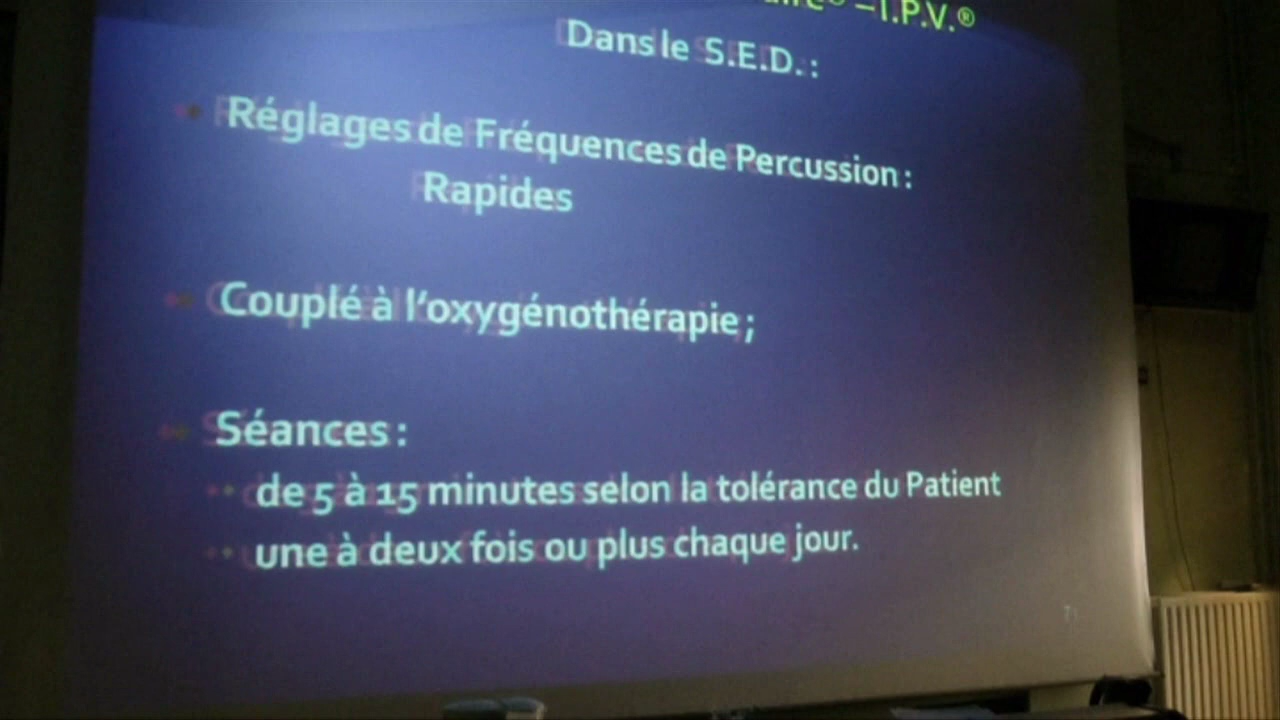 –I.P.V.®
Dans le S.E.D. :
Réglages de Fréquences de Percussion :
Rapides
Couplé à l'oxygénothérapie ;
Séances :
de 5 à 15 minutes selon la tolérance du Patient
une à deux fois ou plus chaque jour.